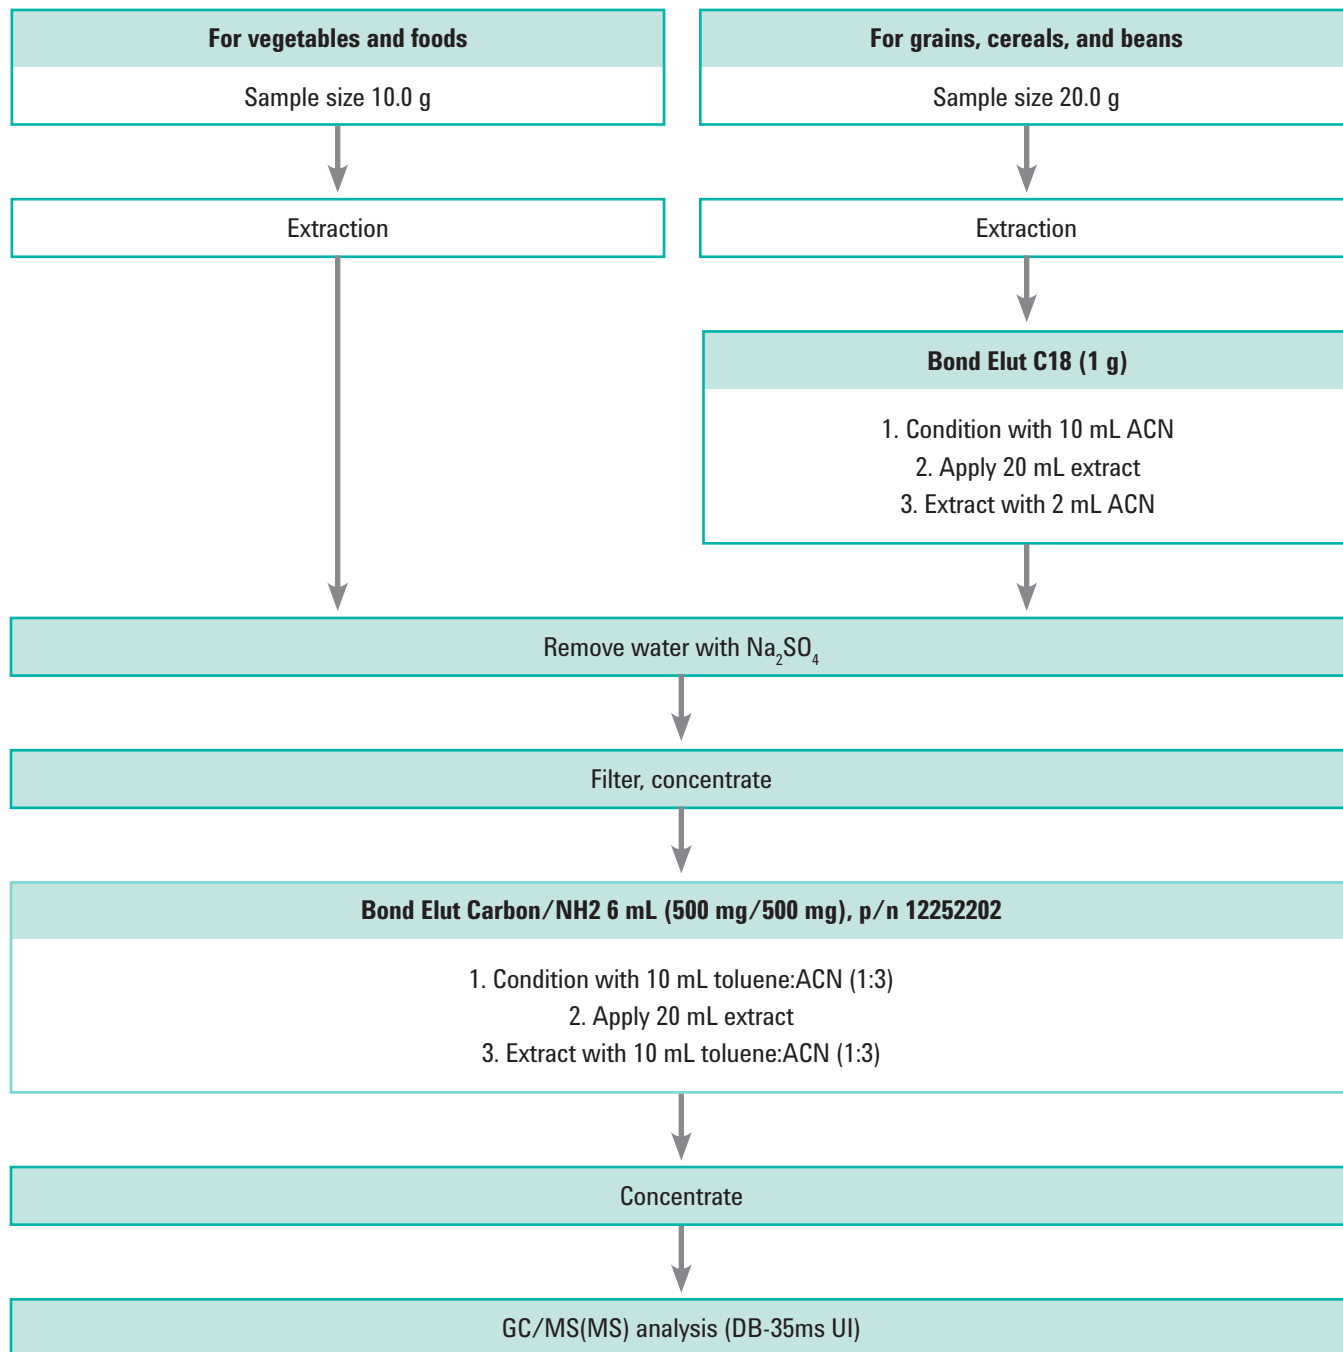 For vegetables and foods
Sample size 10.0 g
For grains, cereals, and beans
Sample size 20.0 g
Extraction
Extraction
Bond Elut C18 (1 g)
1. Condition with 10 mL ACN
2. Apply 20 mL extract
3. Extract with 2 mL ACN
Remove water with Na₂SO₄
Filter, concentrate
Bond Elut Carbon/NH2 6 mL (500 mg/500 mg), p/n 12252202
1. Condition with 10 mL toluene:ACN (1:3)
2. Apply 20 mL extract
3. Extract with 10 mL toluene:ACN (1:3)
Concentrate
GC/MS(MS) analysis (DB-35ms UI)